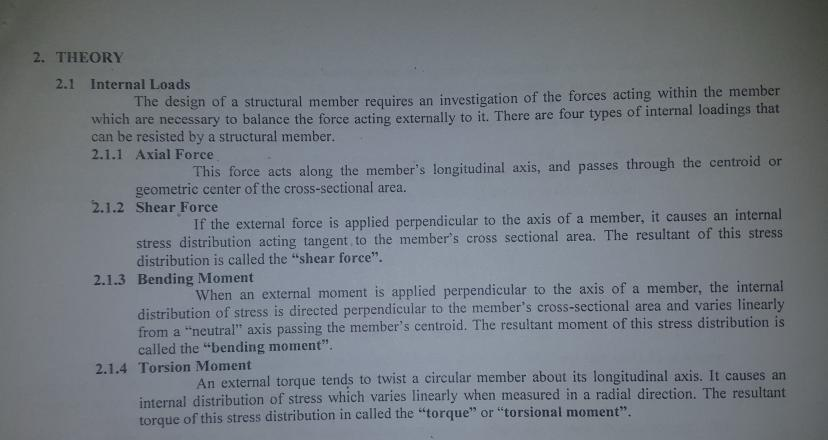 2. THEORY
2.1 Internal Loads
The design of a structural member requires an investigation of the forces acting within the member
which are necessary to balance the force acting externally to it. There are four types of internal loadings that
can be resisted by a structural member.
2.1.1 Axial Force
This force acts along the member's longitudinal axis, and passes through the centroid or
geometric center of the cross-sectional area.
2.1.2 Shear Force
If the external force is applied perpendicular to the axis of a member, it causes an internal
stress distribution acting tangent to the member's cross sectional area. The resultant of this stress
distribution is called the “shear force”.
2.1.3 Bending Moment
When an external moment is applied perpendicular to the axis of a member, the internal
distribution of stress is directed perpendicular to the member's cross-sectional area and varies linearly
from a “neutral” axis passing the member's centroid. The resultant moment of this stress distribution is
called the “bending moment”.
2.1.4 Torsion Moment
An external torque tends to twist a circular member about its longitudinal axis. It causes an
internal distribution of stress which varies linearly when measured in a radial direction. The resultant
torque of this stress distribution in called the “torque” or “torsional moment”.